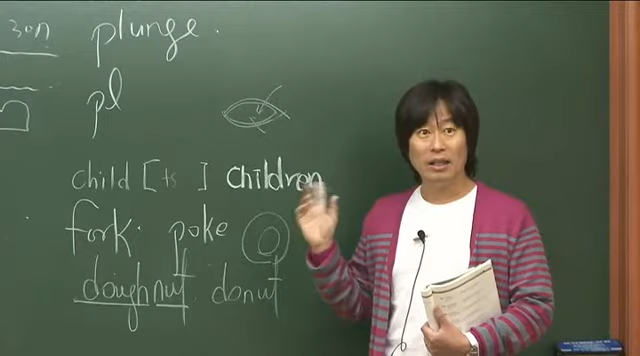 plunge.
pl
child [ts ] children
fork. poke
doughnut donut